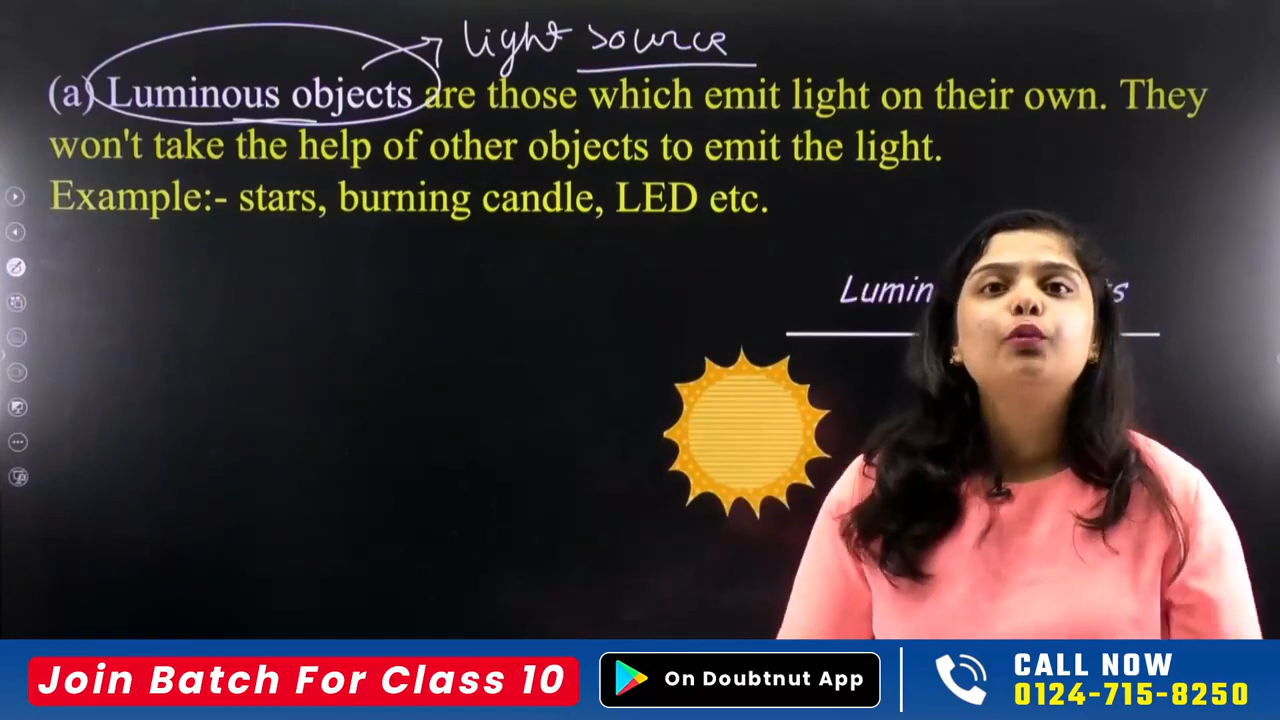 light source
(a) Luminous objects are those which emit light on their own. They
won't take the help of other objects to emit the light.
Example:- stars, burning candle, LED etc.
Join Batch For Class 10
On Doubtnut App
CALL NOW
0124-715-8250